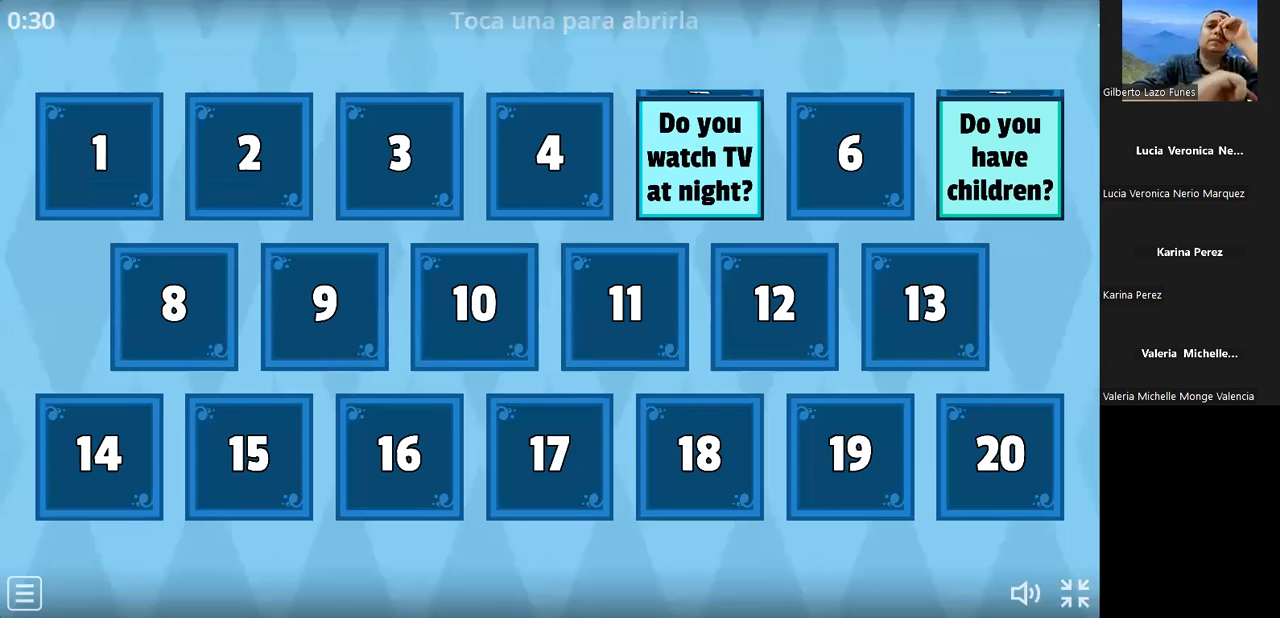 0:30
Toca una para abrirla
1
2
3
4
Do you
watch TV
at night?
6
Do you
have
children?
8
9
10
11
12
13
14
15
16
17
18
19
20
Gilberto Lazo Funes
Lucia Veronica Ne...
Lucia Veronica Nerio Marquez
Karina Perez
Karina Perez
Valeria Michelle...
Valeria Michelle Monge Valencia